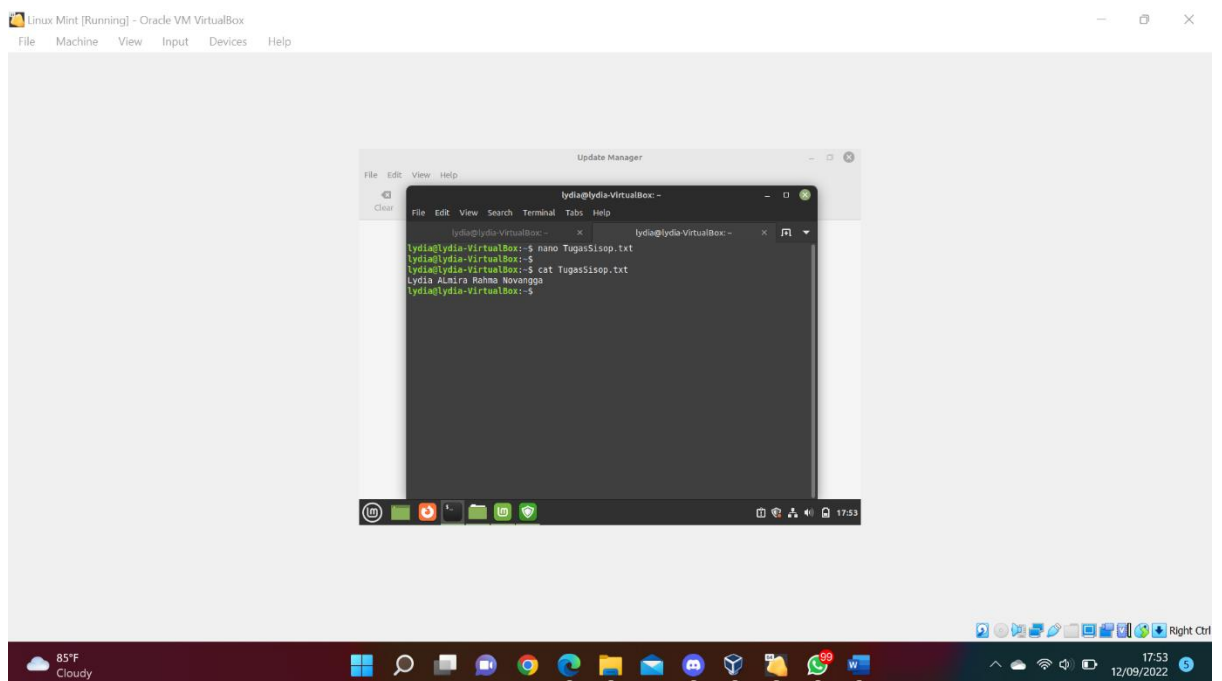 Linux Mint [Running] - Oracle VM VirtualBox
File Machine View Input Devices Help
Update Manager
File Edit View Help
Clear
lydia@lydia-VirtualBox: ~
File Edit View Search Terminal Tabs Help
lydia@lydia-VirtualBox: ~ × lydia@lydia-VirtualBox: ~ ×
lydia@lydia-VirtualBox:~$ nano TugasSisop.txt
lydia@lydia-VirtualBox:~$
lydia@lydia-VirtualBox:~$ cat TugasSisop.txt
Lydia ALmira Rahma Novangga
lydia@lydia-VirtualBox:~$
17:53
Right Ctrl
85°F
Cloudy
99
17:53
12/09/2022
5